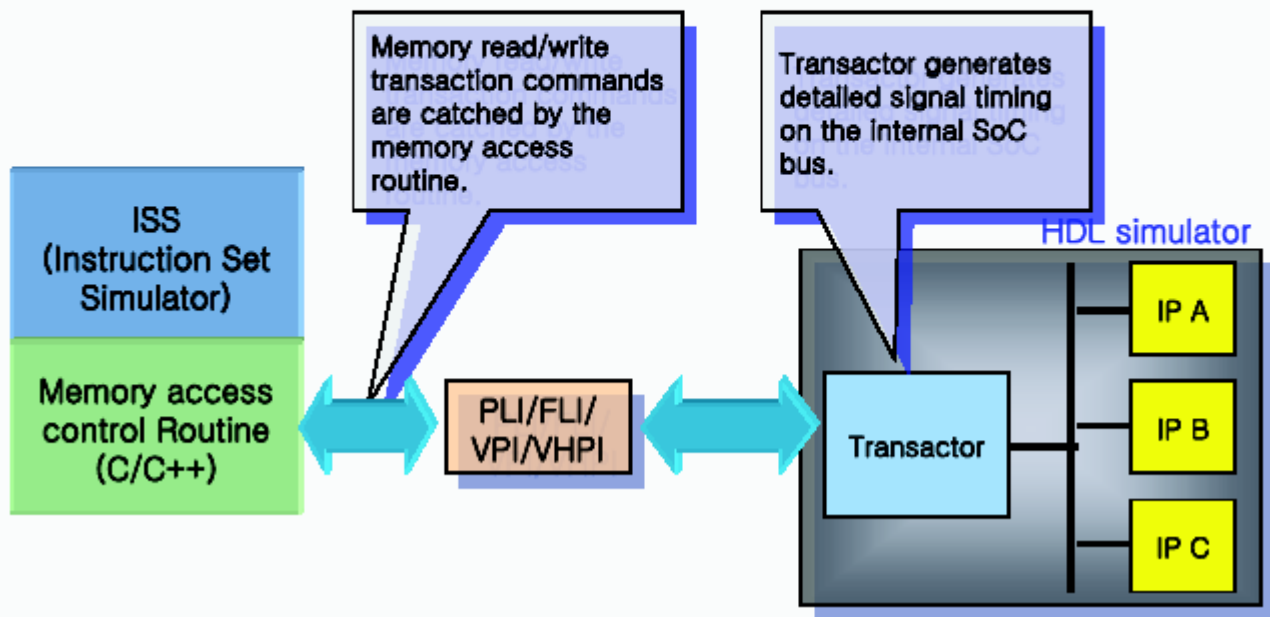 Memory read/write
transaction commands
are catched by the
memory access
routine.
Transactor generates
detailed signal timing
on the internal SoC
bus.
HDL simulator
ISS
(Instruction Set
Simulator)
Memory access
control Routine
(C/C++)
PLI/FLI/
VPI/VHPI
Transactor
IP A
IP B
IP C